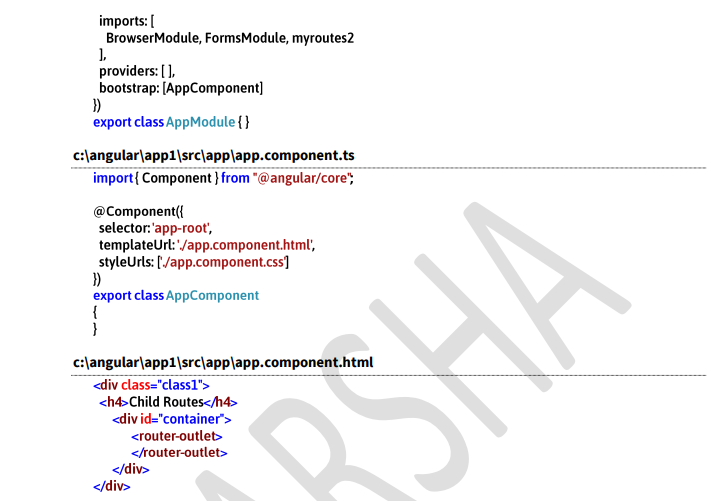 imports: [
BrowserModule, FormsModule, myroutes2
],
providers: [ ],
bootstrap: [AppComponent]
})
export class AppModule { }
c:\angular\app1\src\app\app.component.ts
import { Component } from "@angular/core";
@Component({
selector: 'app-root',
templateUrl: './app.component.html',
styleUrls: ['./app.component.css']
})
export class AppComponent
{
}
c:\angular\app1\src\app\app.component.html
<div class="class1">
<h4>Child Routes</h4>
<div id="container">
<router-outlet>
</router-outlet>
</div>
</div>
ARSHA